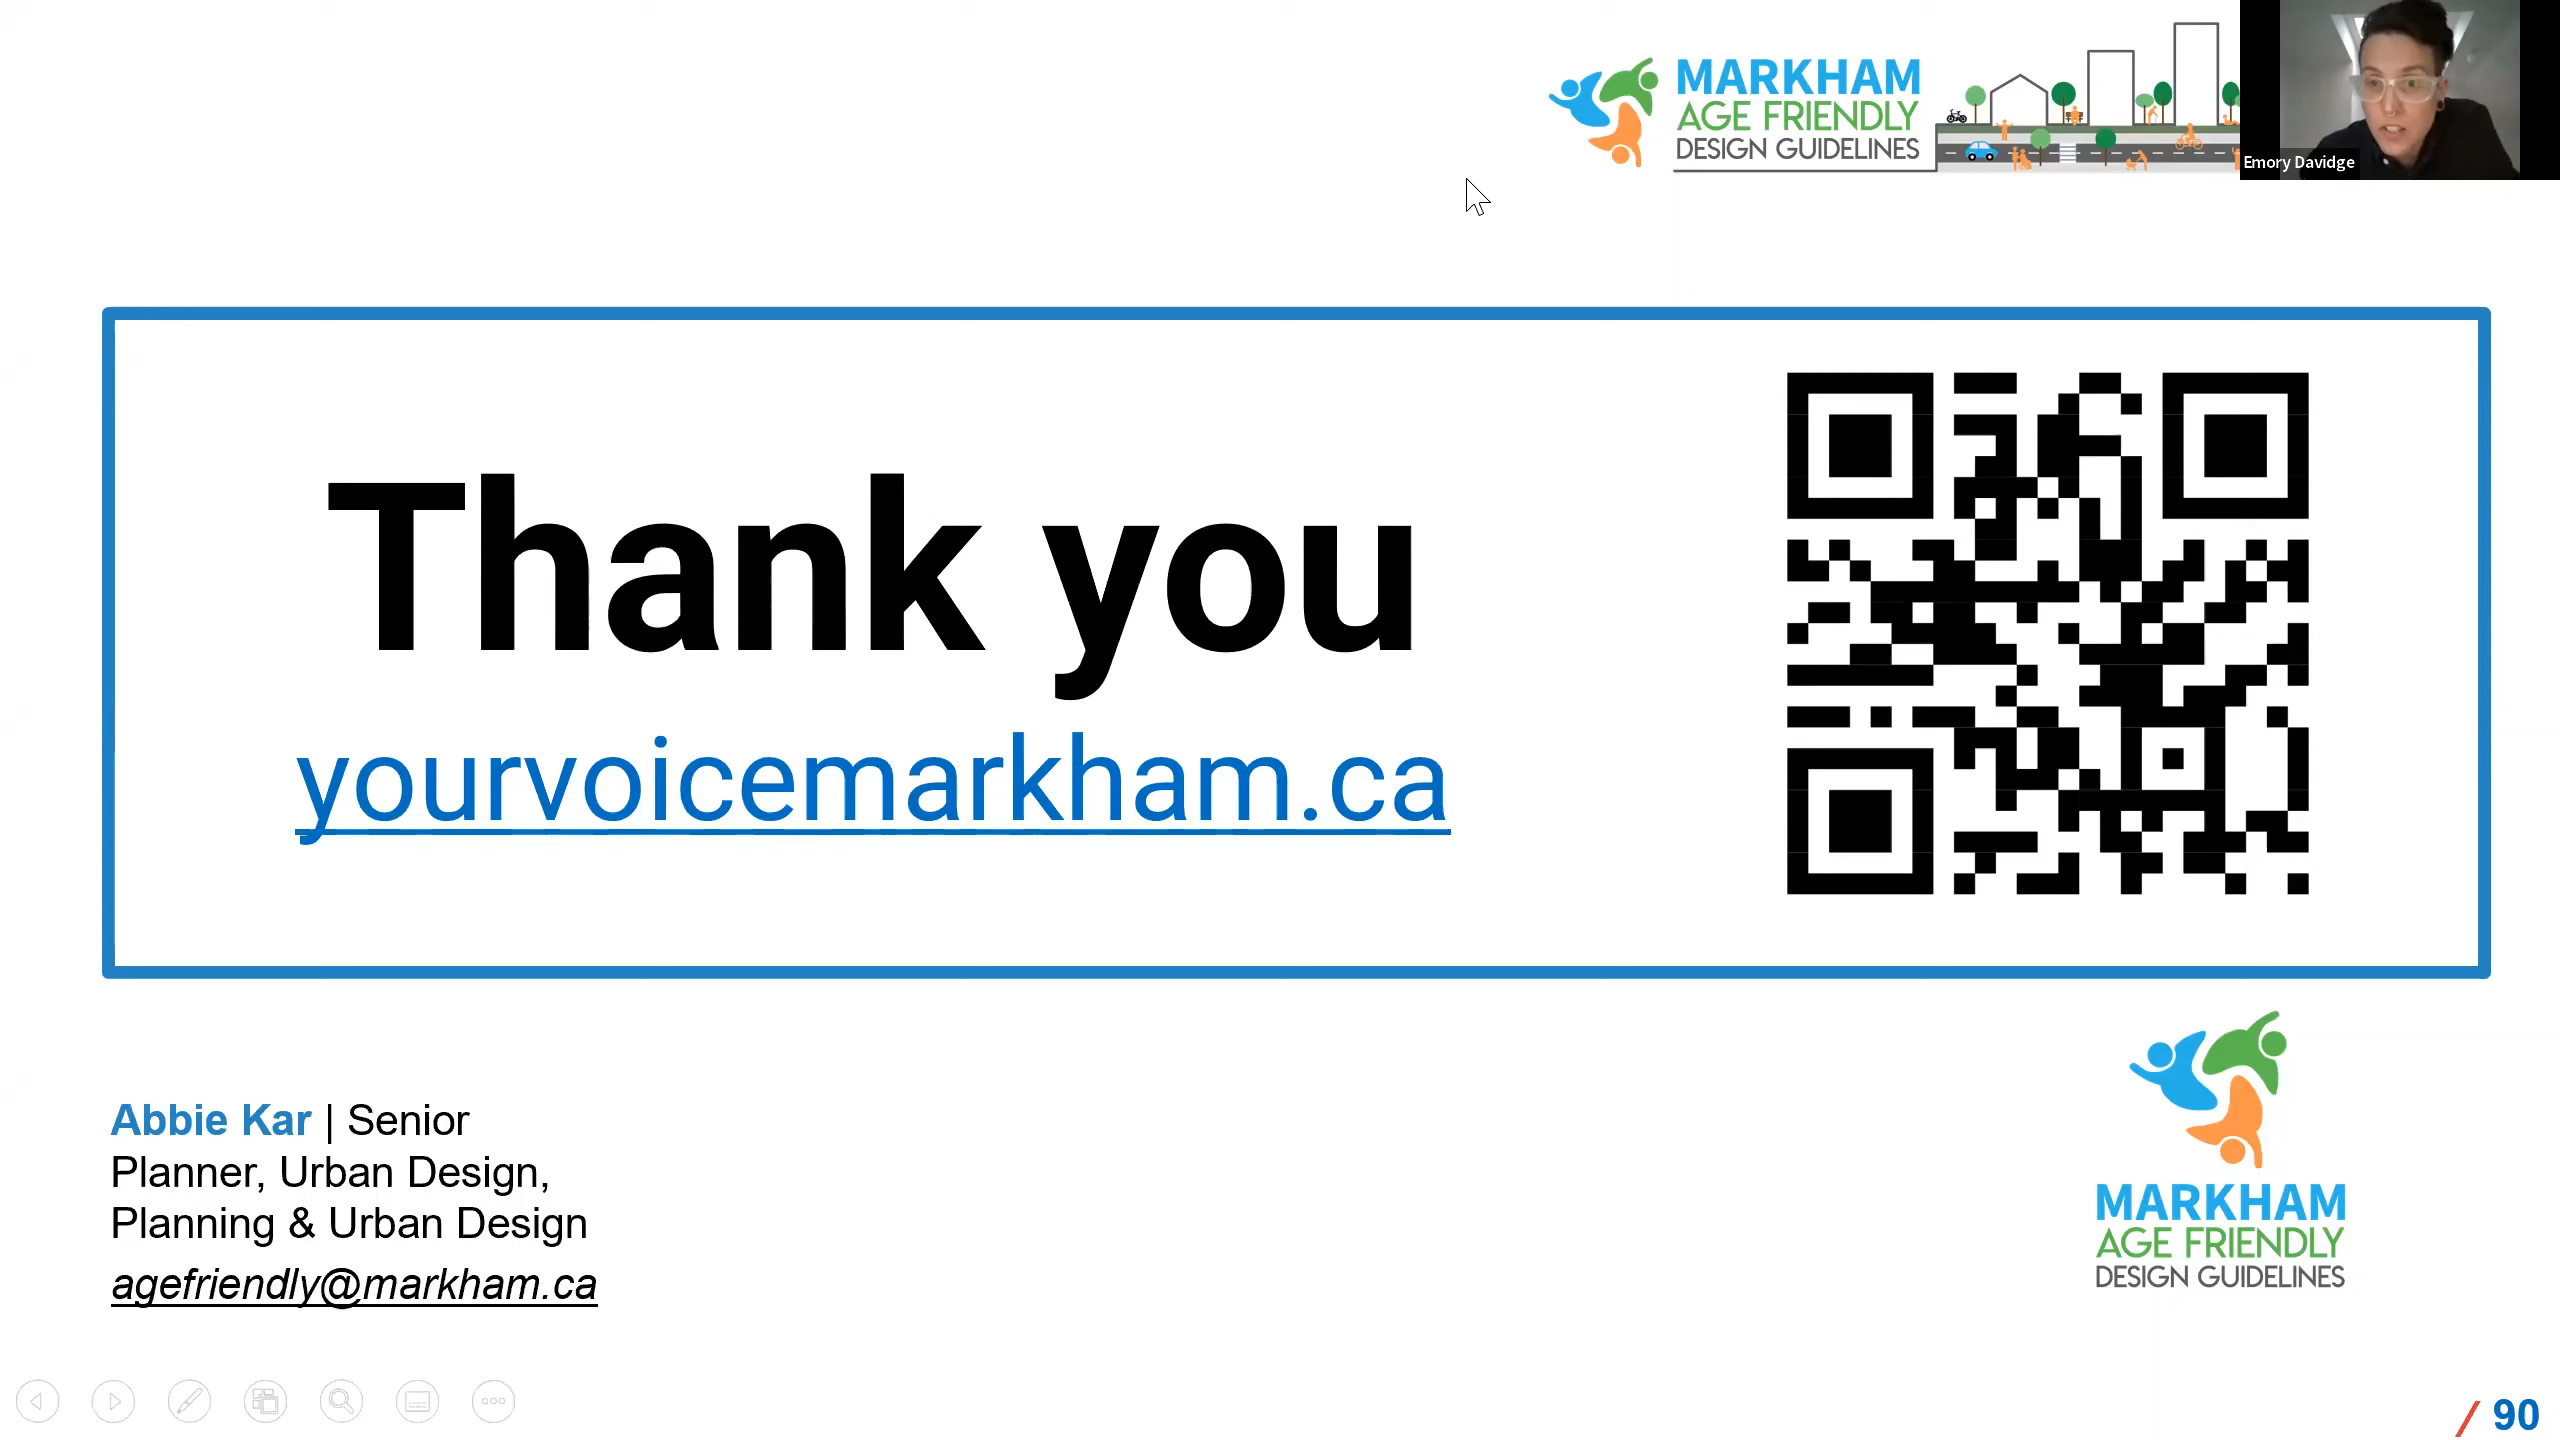 MARKHAM
AGE FRIENDLY
DESIGN GUIDELINES
Emory Davidge
Thank you
yourvoicemarkham.ca
Abbie Kar | Senior
Planner, Urban Design,
Planning & Urban Design
agefriendly@markham.ca
MARKHAM
AGE FRIENDLY
DESIGN GUIDELINES
/ 90